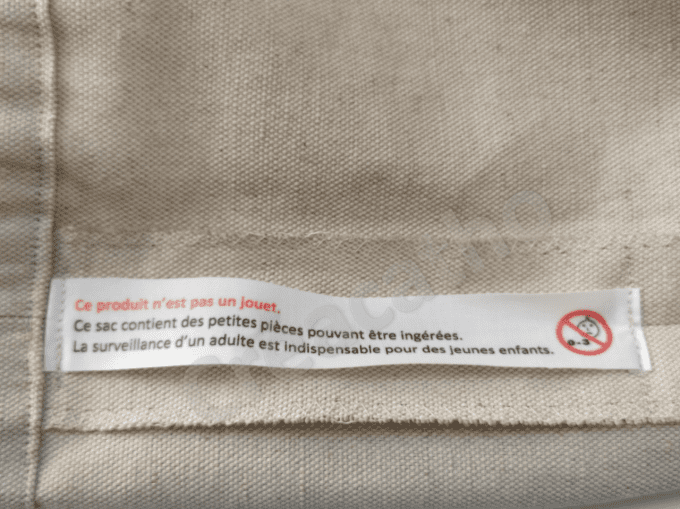 Ce produit n'est pas un jouet.
Ce sac contient des petites pièces pouvant être ingérées.
La surveillance d'un adulte est indispensable pour des jeunes enfants.
0-3